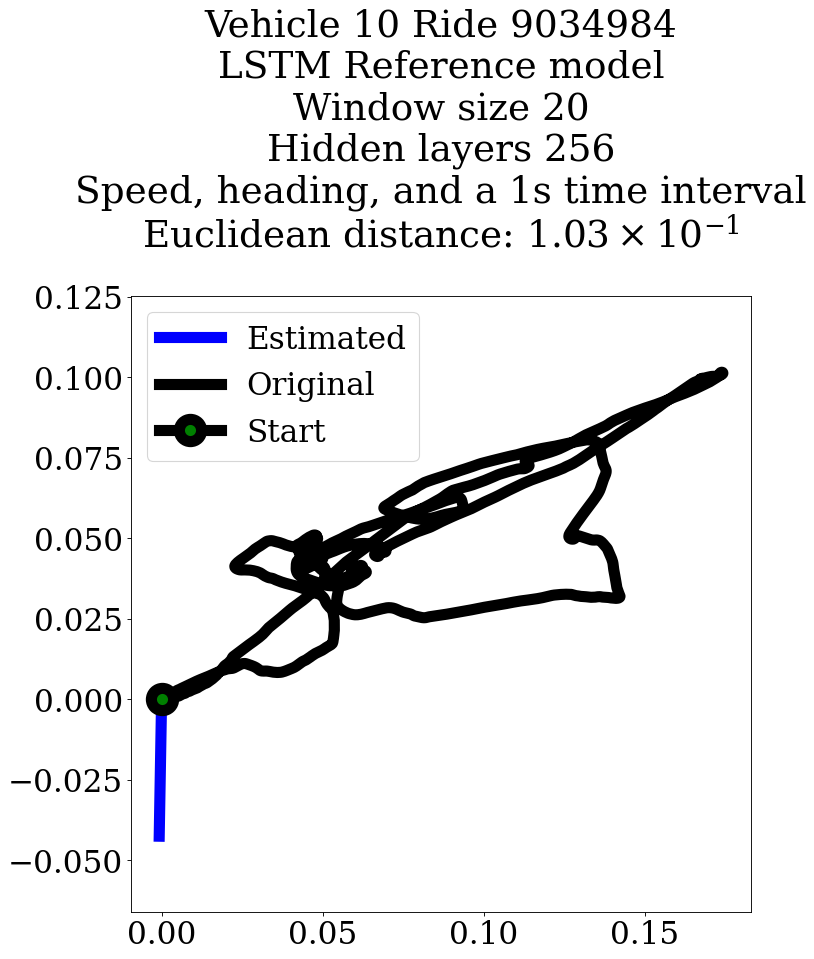 Vehicle 10 Ride 9034984
LSTM Reference model
Window size 20
Hidden layers 256
Speed, heading, and a 1s time interval
Euclidean distance: 1.03 × 10⁻¹
0.125
0.100
0.075
0.050
0.025
0.000
−0.025
−0.050
Estimated
Original
Start
0.00 0.05 0.10 0.15